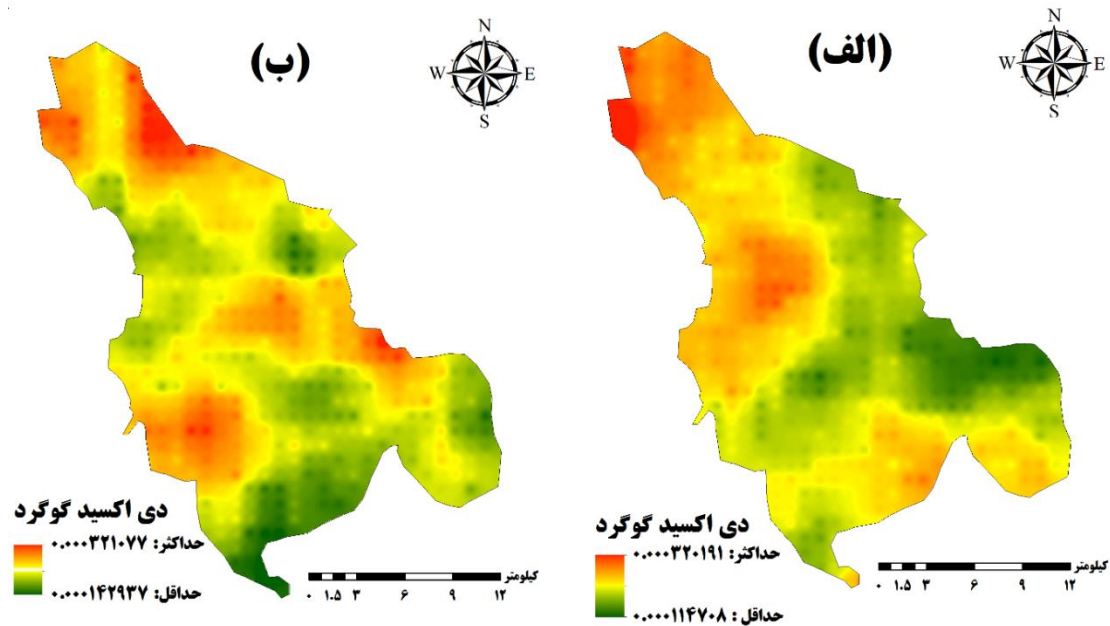 (الف)
N
W E
S
دی اکسید گوگرد
حداکثر: ۰.۰۰۰۳۲۰۱۹۱
حداقل : ۰.۰۰۰۱۱۴۷۰۸
کیلومتر
۰ ۱.۵ ۳ ۶ ۹ ۱۲
(ب)
N
W E
S
دی اکسید گوگرد
حداکثر: ۰.۰۰۰۳۲۱۰۷۷
حداقل: ۰.۰۰۰۱۴۲۹۳۷
کیلومتر
۰ ۱.۵ ۳ ۶ ۹ ۱۲